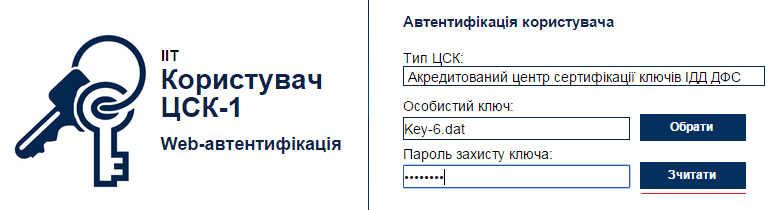 ІІТ
Користувач
ЦСК-1
Web-автентифікація
Автентифікація користувача
Тип ЦСК:
Акредитований центр сертифікації ключів ІДД ДФС
Особистий ключ:
Key-6.dat
Обрати
Пароль захисту ключа:
••••••••
Зчитати